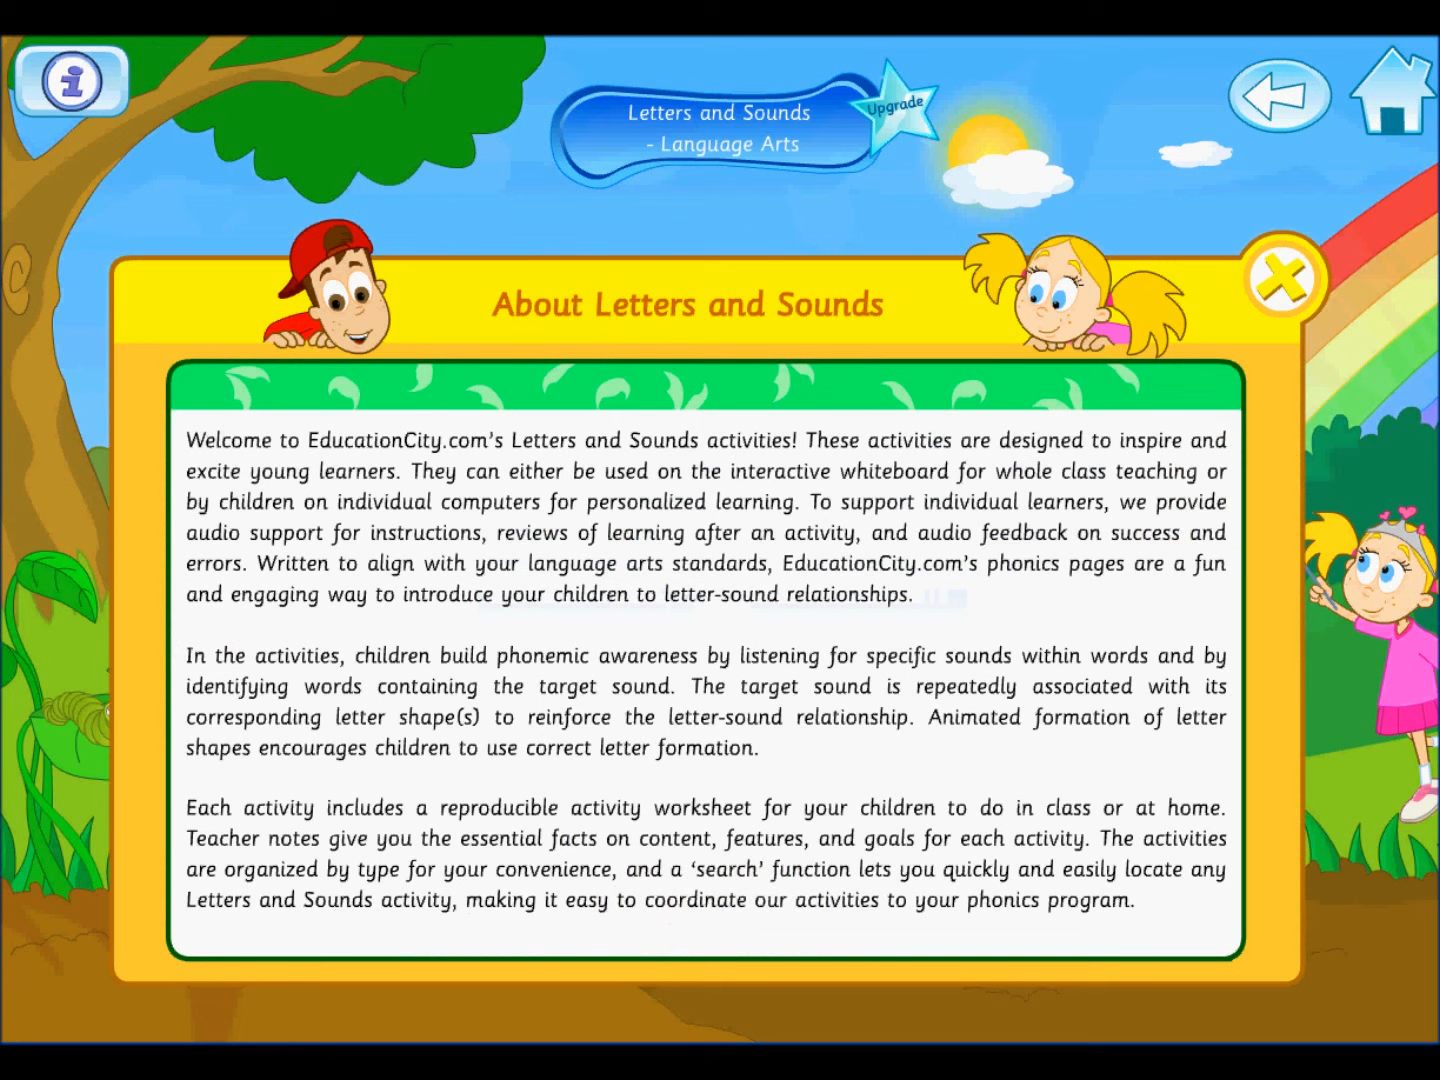 Letters and Sounds
- Language Arts
Upgrade
About Letters and Sounds
Welcome to EducationCity.com's Letters and Sounds activities! These activities are designed to inspire and
excite young learners. They can either be used on the interactive whiteboard for whole class teaching or
by children on individual computers for personalized learning. To support individual learners, we provide
audio support for instructions, reviews of learning after an activity, and audio feedback on success and
errors. Written to align with your language arts standards, EducationCity.com's phonics pages are a fun
and engaging way to introduce your children to letter-sound relationships.
In the activities, children build phonemic awareness by listening for specific sounds within words and by
identifying words containing the target sound. The target sound is repeatedly associated with its
corresponding letter shape(s) to reinforce the letter-sound relationship. Animated formation of letter
shapes encourages children to use correct letter formation.
Each activity includes a reproducible activity worksheet for your children to do in class or at home.
Teacher notes give you the essential facts on content, features, and goals for each activity. The activities
are organized by type for your convenience, and a ‘search’ function lets you quickly and easily locate any
Letters and Sounds activity, making it easy to coordinate our activities to your phonics program.